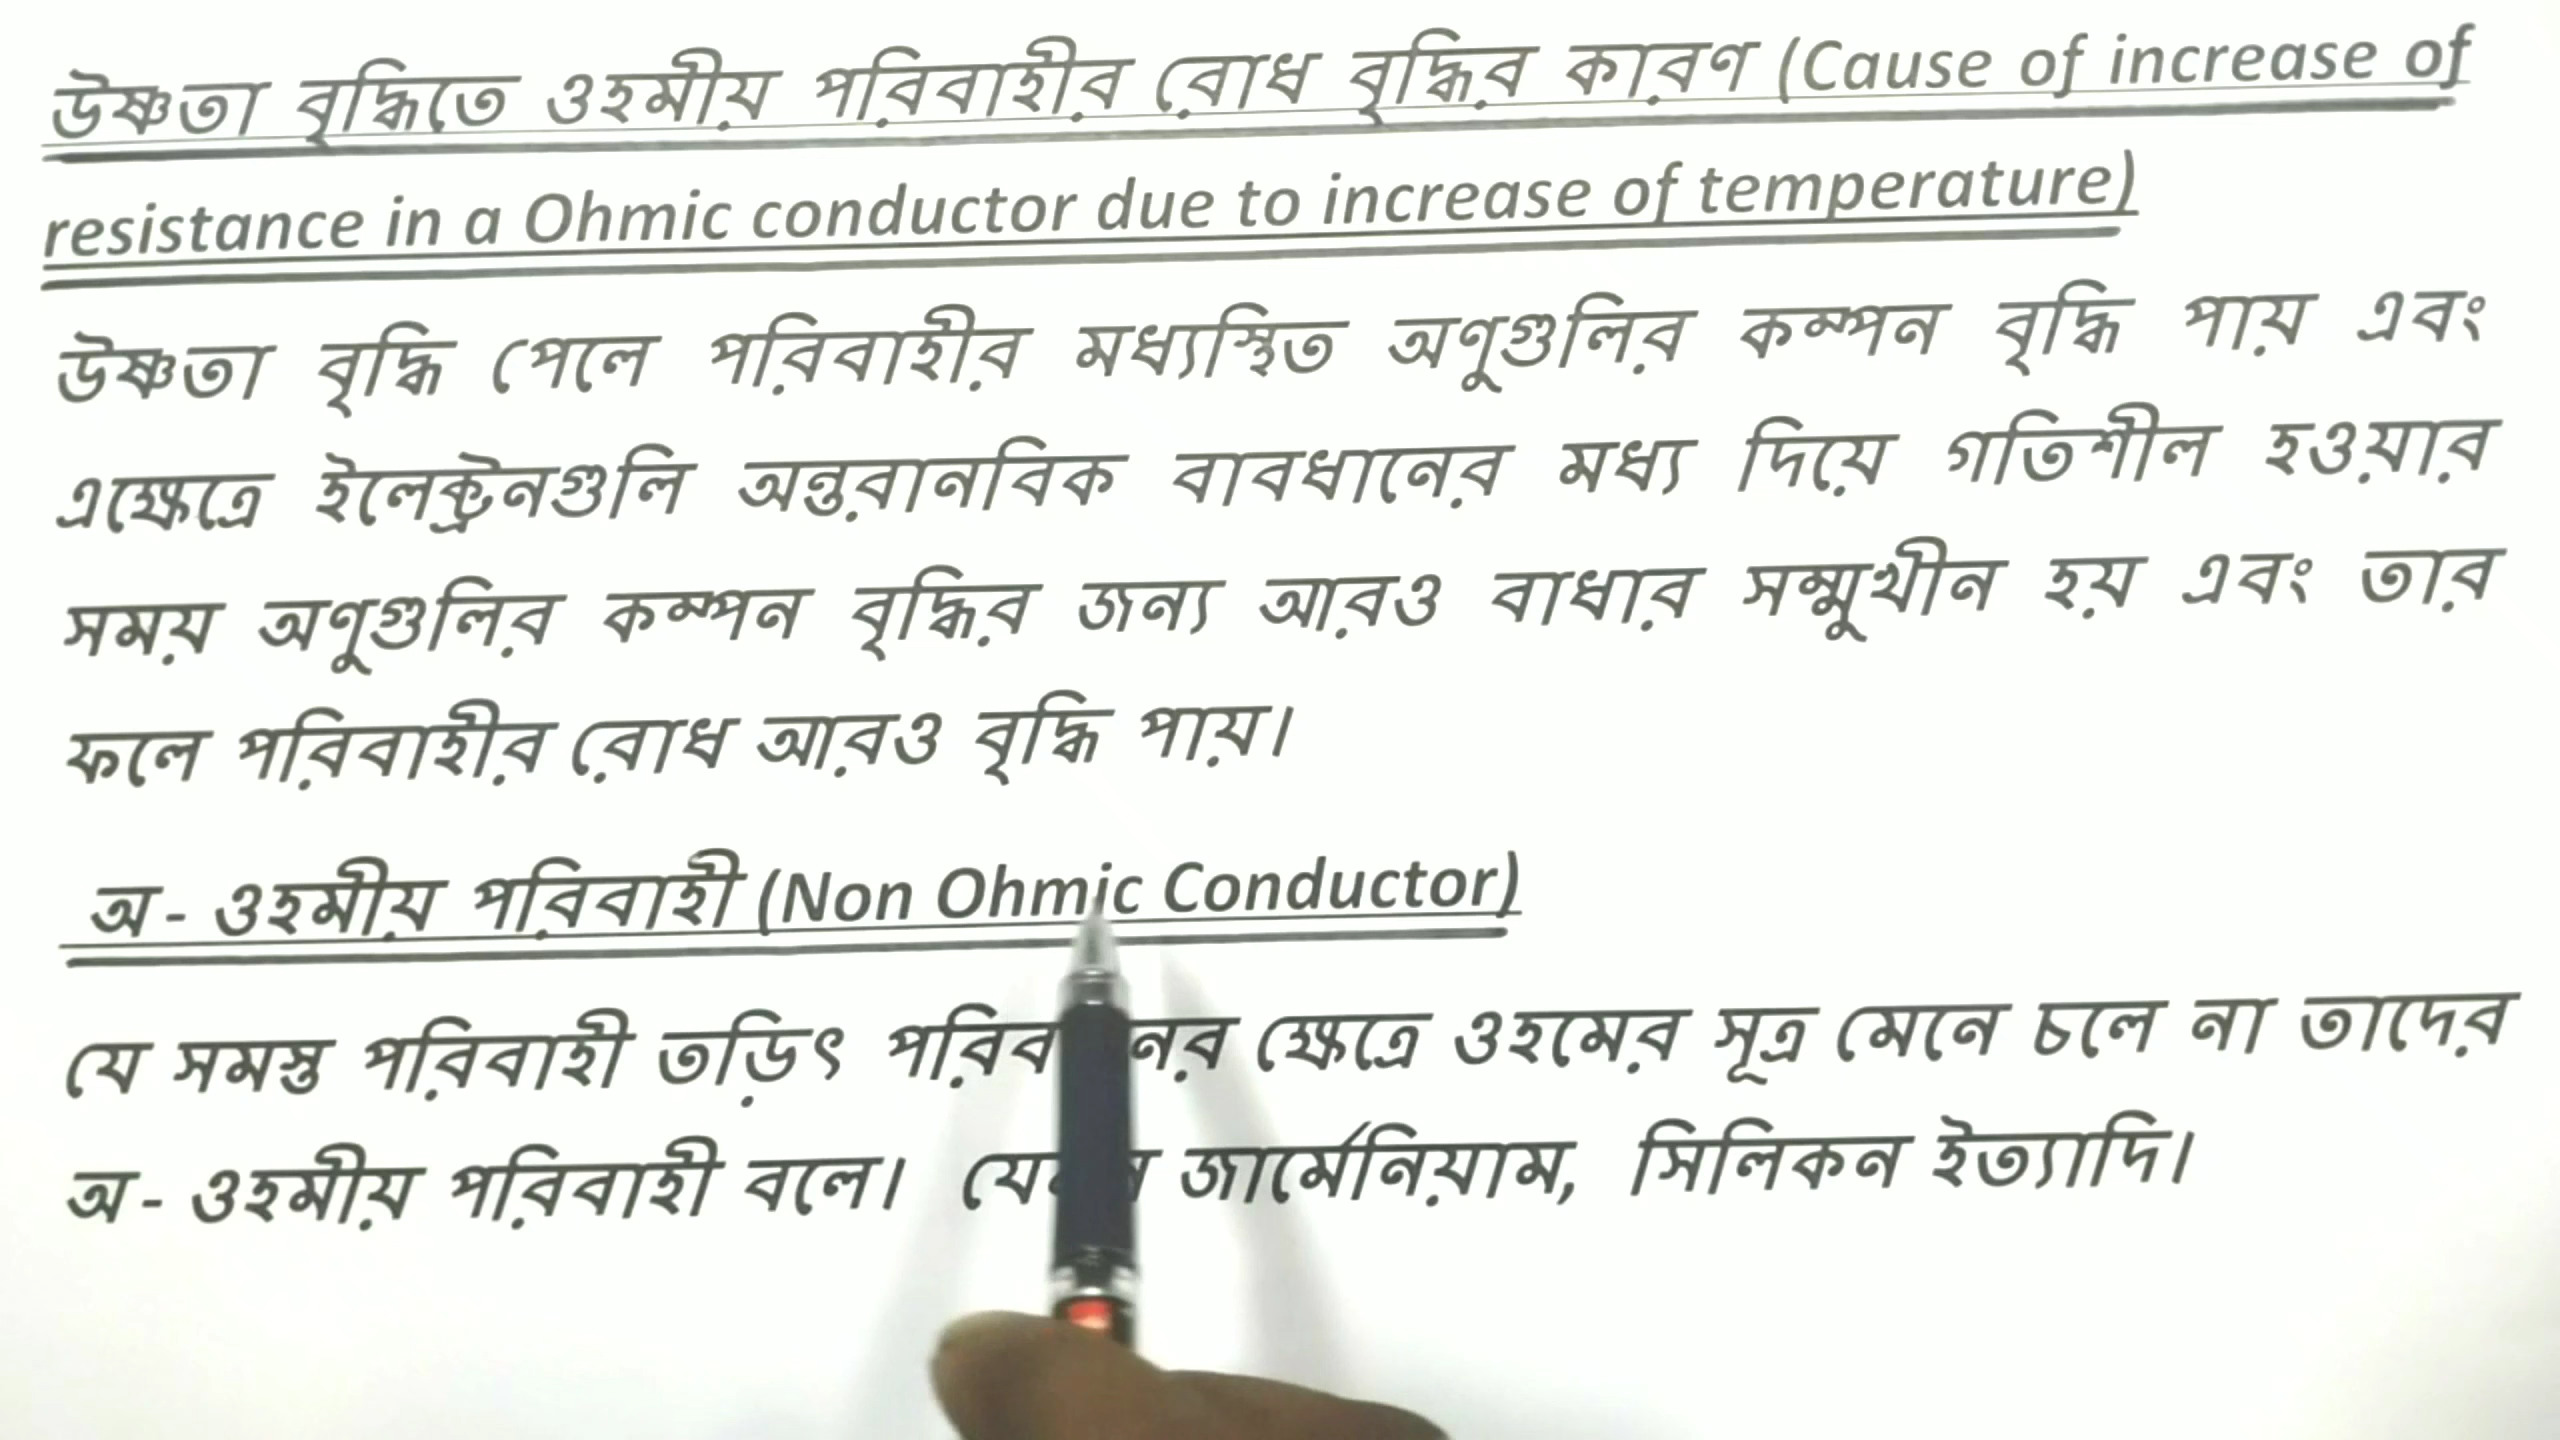 উষ্ণতা বৃদ্ধিতে ওহমীয় পরিবাহীর রোধ বৃদ্ধির কারণ (Cause of increase of
resistance in a Ohmic conductor due to increase of temperature)
উষ্ণতা বৃদ্ধি পেলে পরিবাহীর মধ্যস্থিত অণুগুলির কম্পন বৃদ্ধি পায় এবং
এক্ষেত্রে ইলেক্ট্রনগুলি অন্তরানবিক বাবধানের মধ্য দিয়ে গতিশীল হওয়ার
সময় অণুগুলির কম্পন বৃদ্ধির জন্য আরও বাধার সম্মুখীন হয় এবং তার
ফলে পরিবাহীর রোধ আরও বৃদ্ধি পায়।
অ- ওহমীয় পরিবাহী (Non Ohmic Conductor)
যে সমস্ত পরিবাহী তড়িৎ ক্ষেত্রে ওহমের সূত্র মেনে চলে না তাদের
অ- ওহমীয় পরিবাহী বলে। জার্মেনিয়াম, সিলিকন ইত্যাদি।